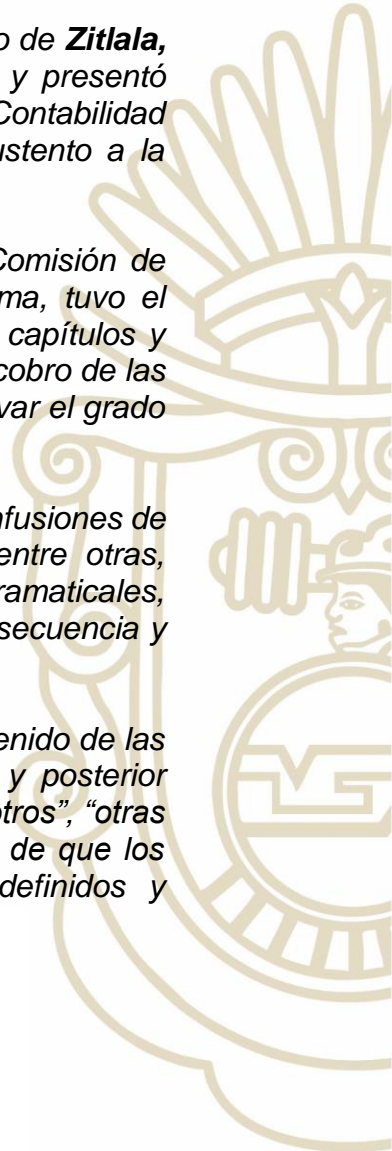 o de Zitlala,
y presentó
Contabilidad
ustento a la
Comisión de
ma, tuvo el
capítulos y
cobro de las
var el grado
nfusiones de
entre otras,
ramaticales,
secuencia y
enido de las
y posterior
otros”, “otras
de que los
definidos y